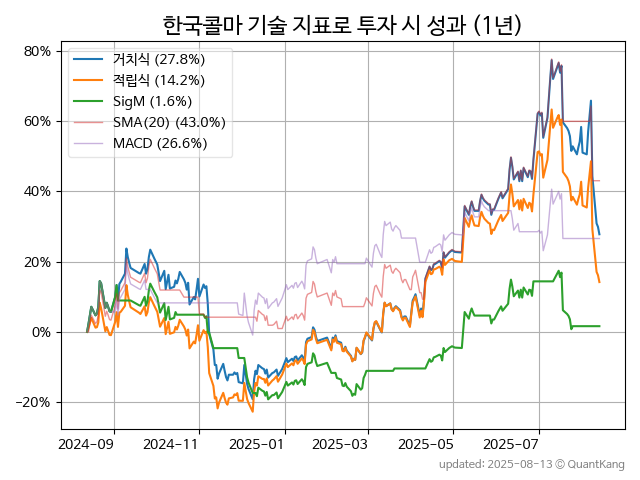 한국콜마 기술 지표로 투자 시 성과 (1년)
거치식 (27.8%)
적립식 (14.2%)
SigM (1.6%)
SMA(20) (43.0%)
MACD (26.6%)
80%
60%
40%
20%
0%
−20%
2024-09 2024-11 2025-01 2025-03 2025-05 2025-07
updated: 2025-08-13 © QuantKang